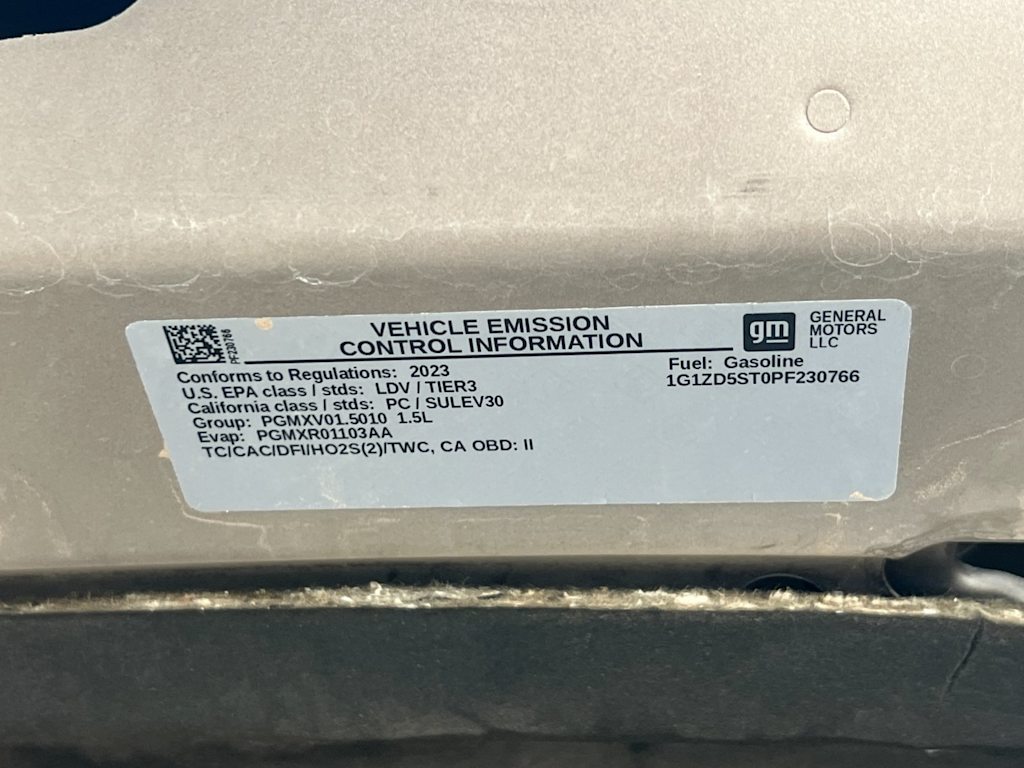 PF230766
VEHICLE EMISSION
CONTROL INFORMATION
gm
GENERAL
MOTORS
LLC
Conforms to Regulations: 2023
U.S. EPA class / stds: LDV / TIER3
California class / stds: PC / SULEV30
Group: PGMXV01.5010 1.5L
Evap: PGMXR01103AA
TC/CAC/DFI/HO2S(2)/TWC, CA OBD: II
Fuel: Gasoline
1G1ZD5ST0PF230766